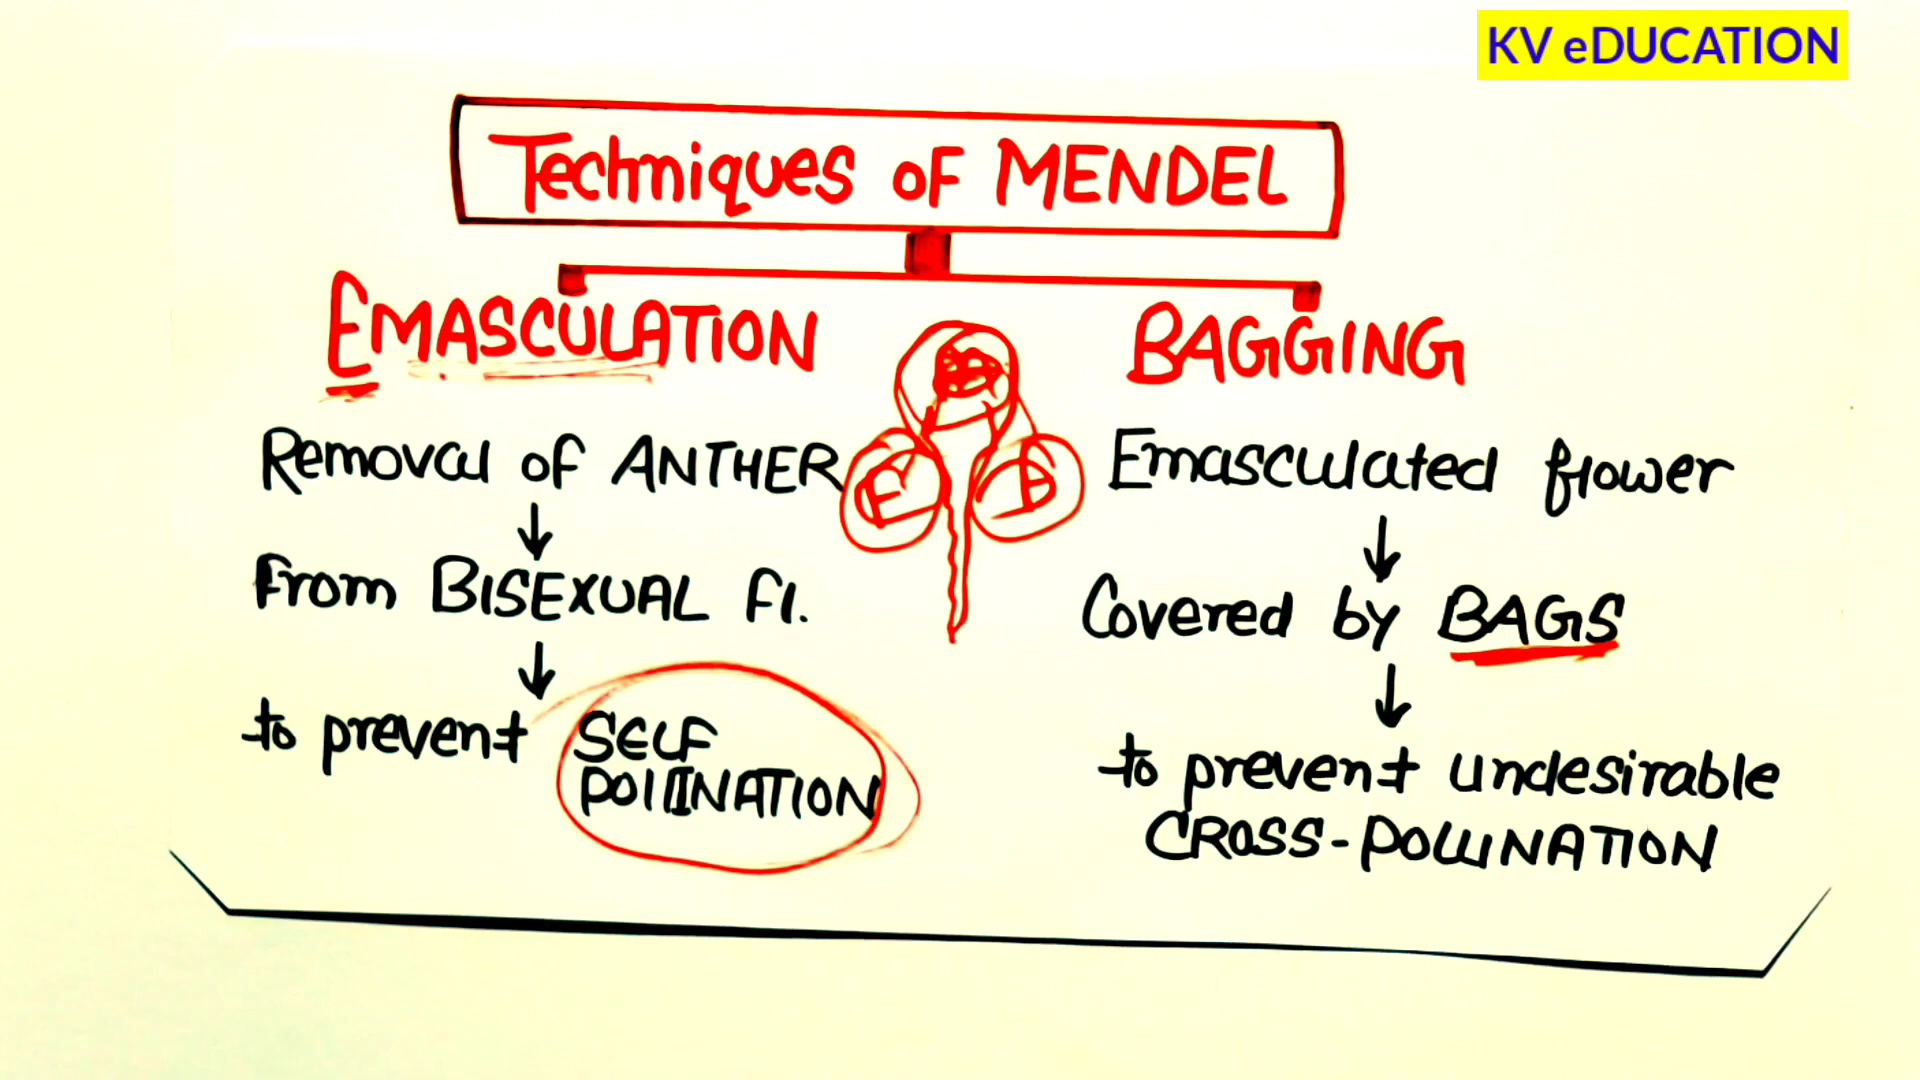 KV eDUCATION
Techniques of MENDEL
EMASCULATION
Removal of ANTHER
From BISEXUAL Fl.
to prevent SELF
POllINATION
BAGGING
Emasculated flower
Covered by BAGS
to prevent undesirable
CROSS-POLLINATION